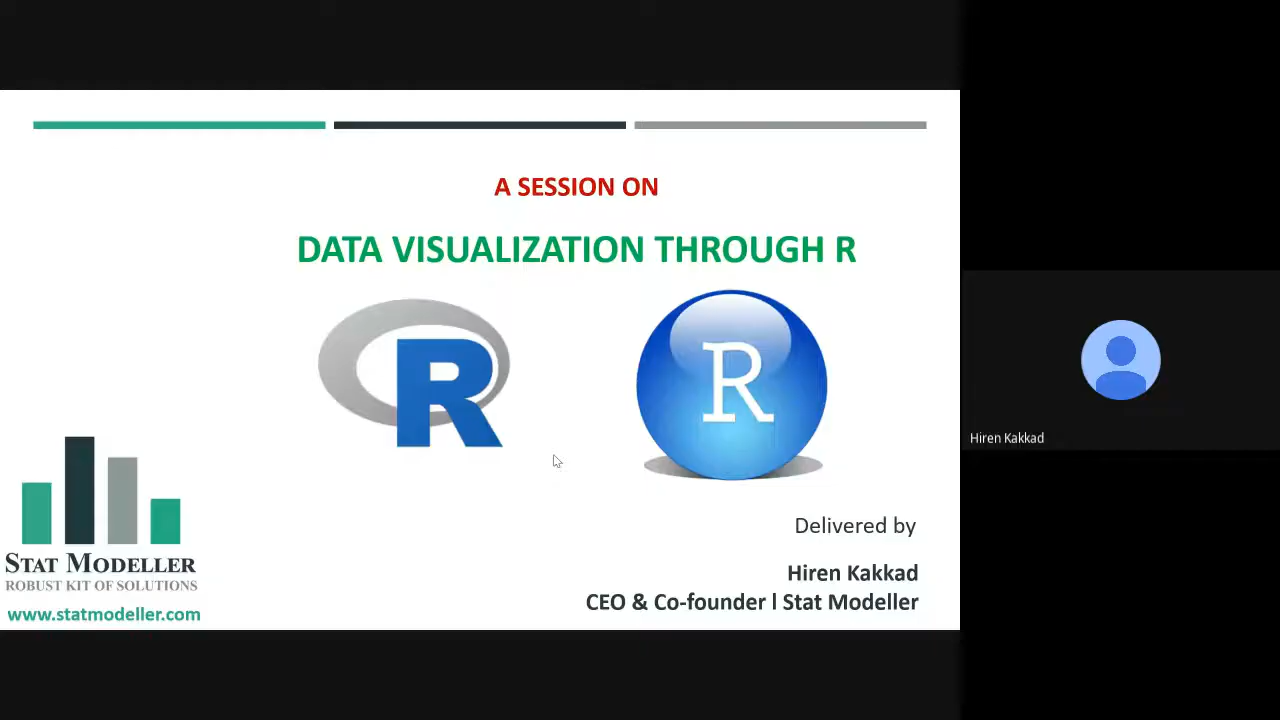 A SESSION ON
DATA VISUALIZATION THROUGH R
R
R
Delivered by
Hiren Kakkad
CEO & Co-founder l Stat Modeller
STAT MODELLER
ROBUST KIT OF SOLUTIONS
www.statmodeller.com
Hiren Kakkad